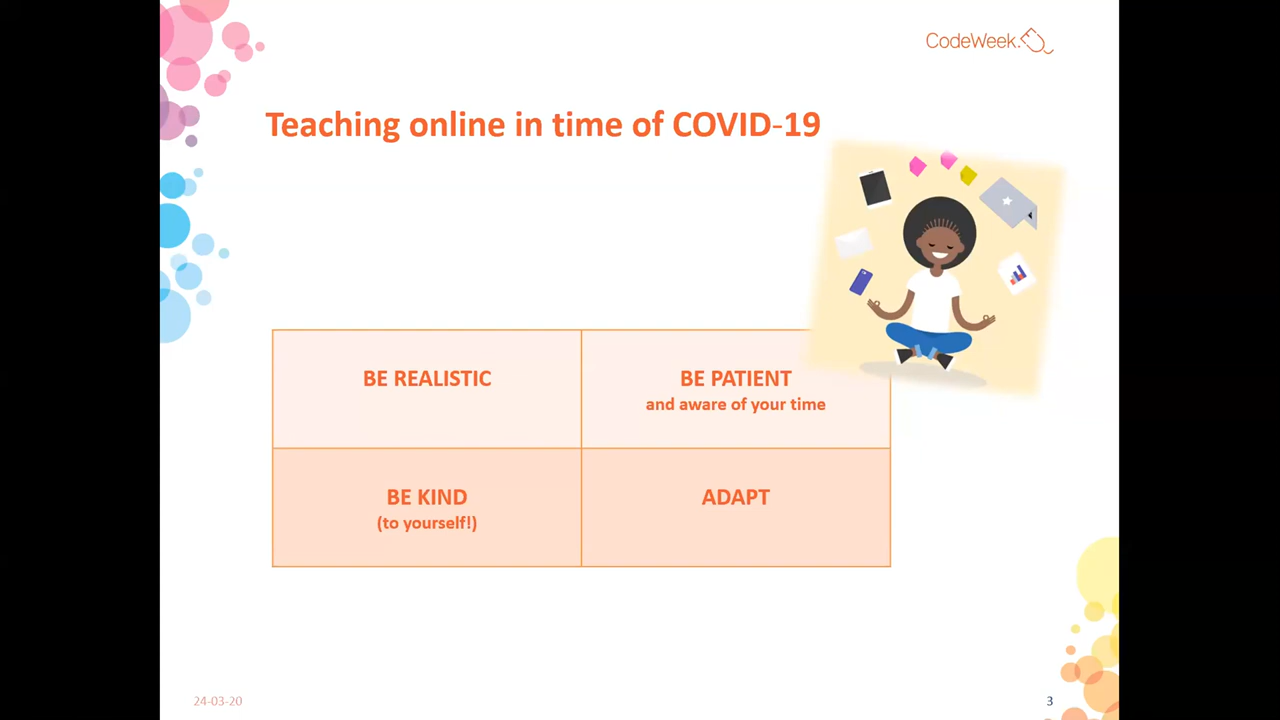 CodeWeek.
Teaching online in time of COVID-19
BE REALISTIC
BE PATIENT
and aware of your time
BE KIND
(to yourself!)
ADAPT
24-03-20
3